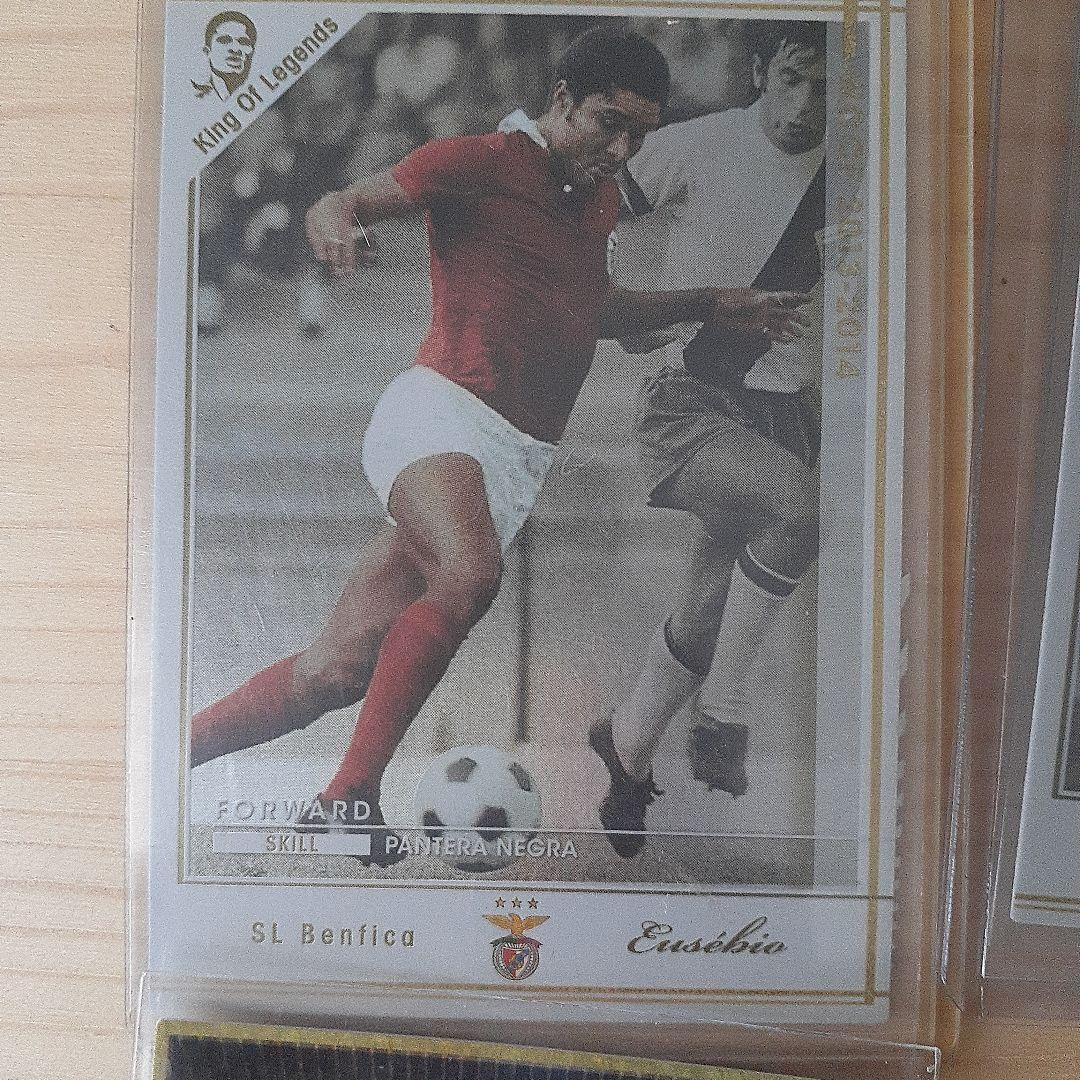 King Of Legends
2013-2014
FORWARD
SKILL
PANTERA NEGRA
SL Benfica
Eusébio